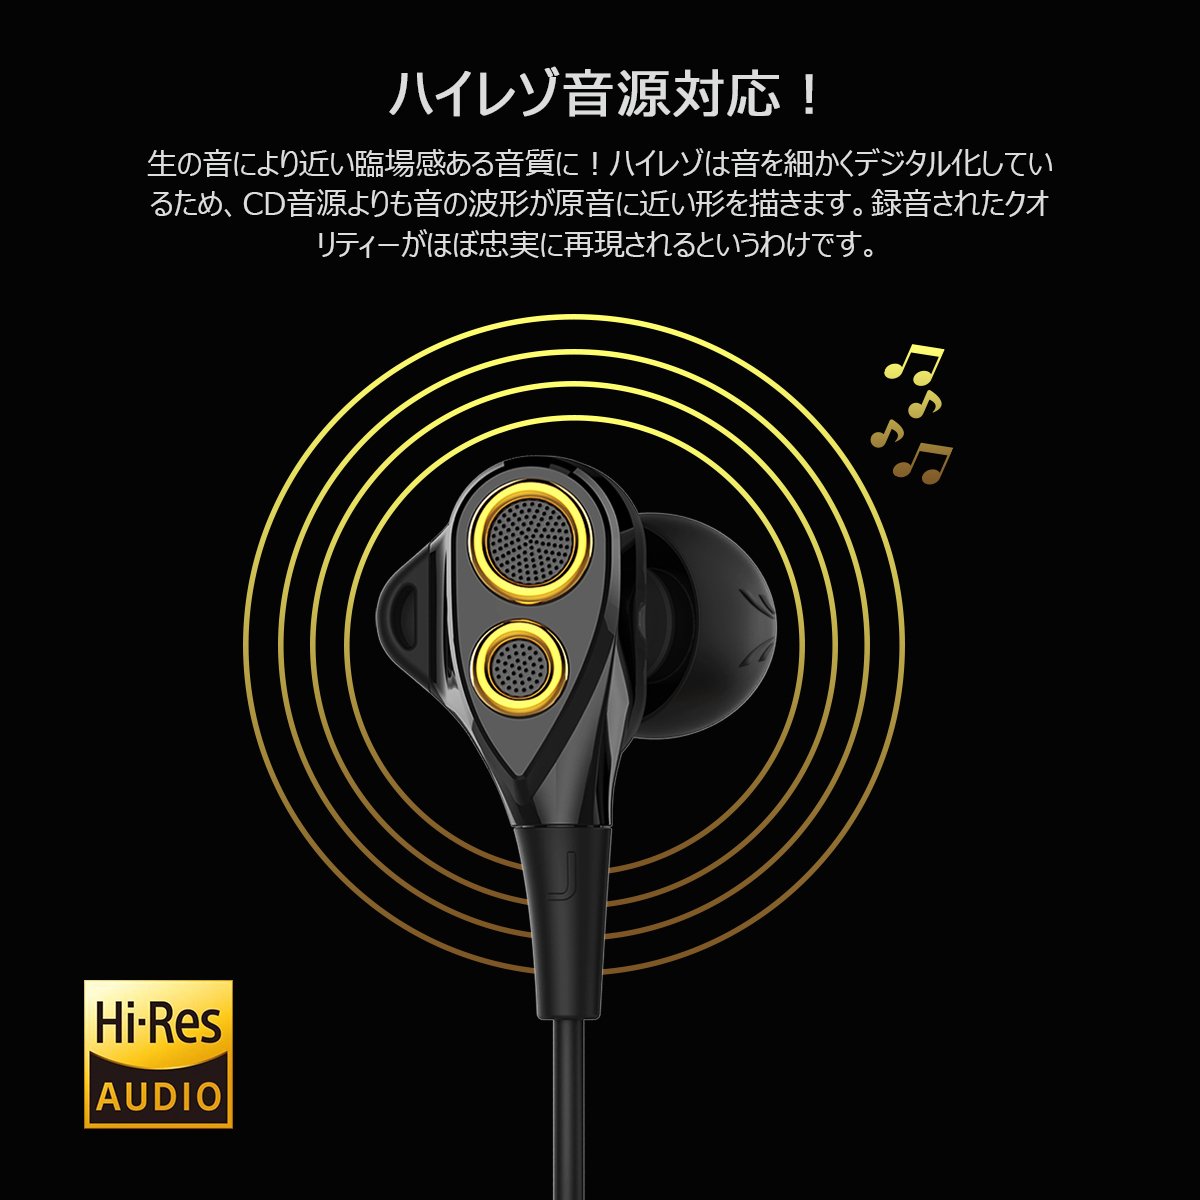 ハイレゾ音源対応！
生の音により近い臨場感ある音質に！ハイレゾは音を細かくデジタル化してい
るため、CD音源よりも音の波形が原音に近い形を描きます。録音されたクオ
リティーがほぼ忠実に再現されるというわけです。
J
Hi-Res
AUDIO